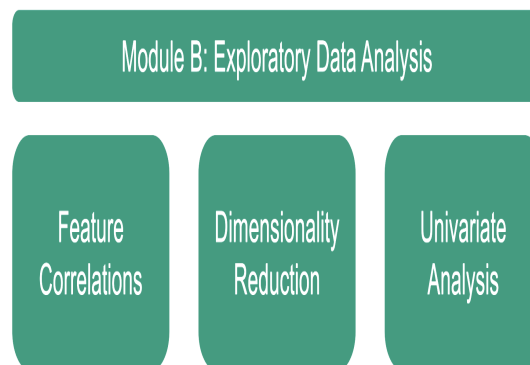 Module B: Exploratory Data Analysis
Feature
Correlations
Dimensionality
Reduction
Univariate
Analysis